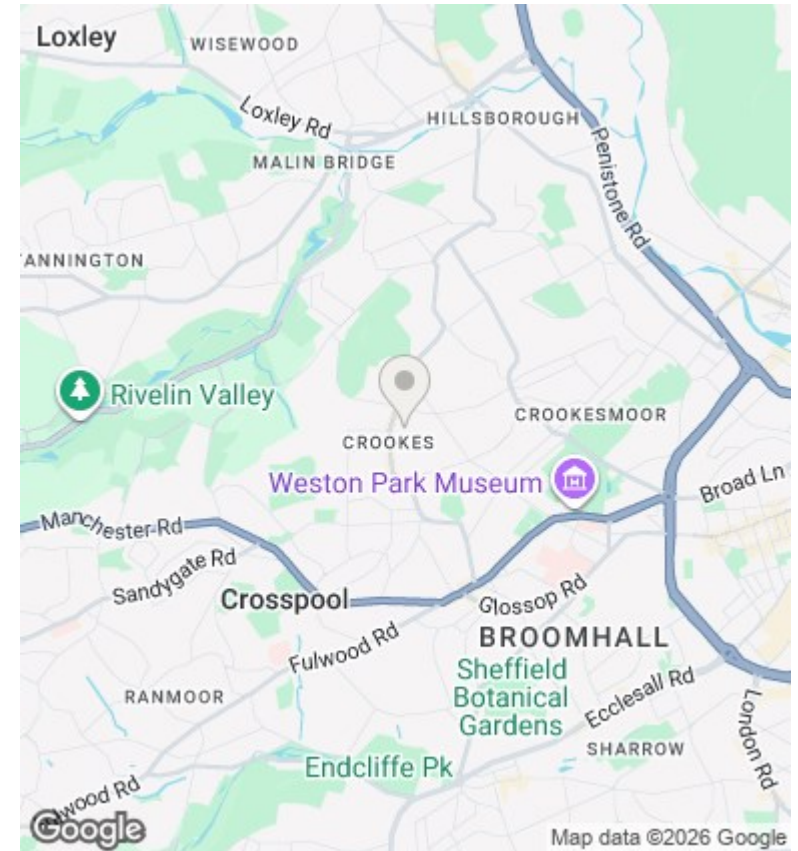 Loxley
WISEWOOD
Loxley Rd
HILLSBOROUGH
MALIN BRIDGE
Penistone Rd
ANNINGTON
Rivelin Valley
CROOKESMOOR
CROOKES
Weston Park Museum
Broad Ln
Manchester Rd
Sandygate Rd
Crosspool
Glossop Rd
Fulwood Rd
BROOMHALL
Sheffield
Botanical
Gardens
Ecclesall Rd
RANMOOR
London Rd
SHARROW
Endcliffe Pk
ulwood Rd
Google
Map data ©2026 Google